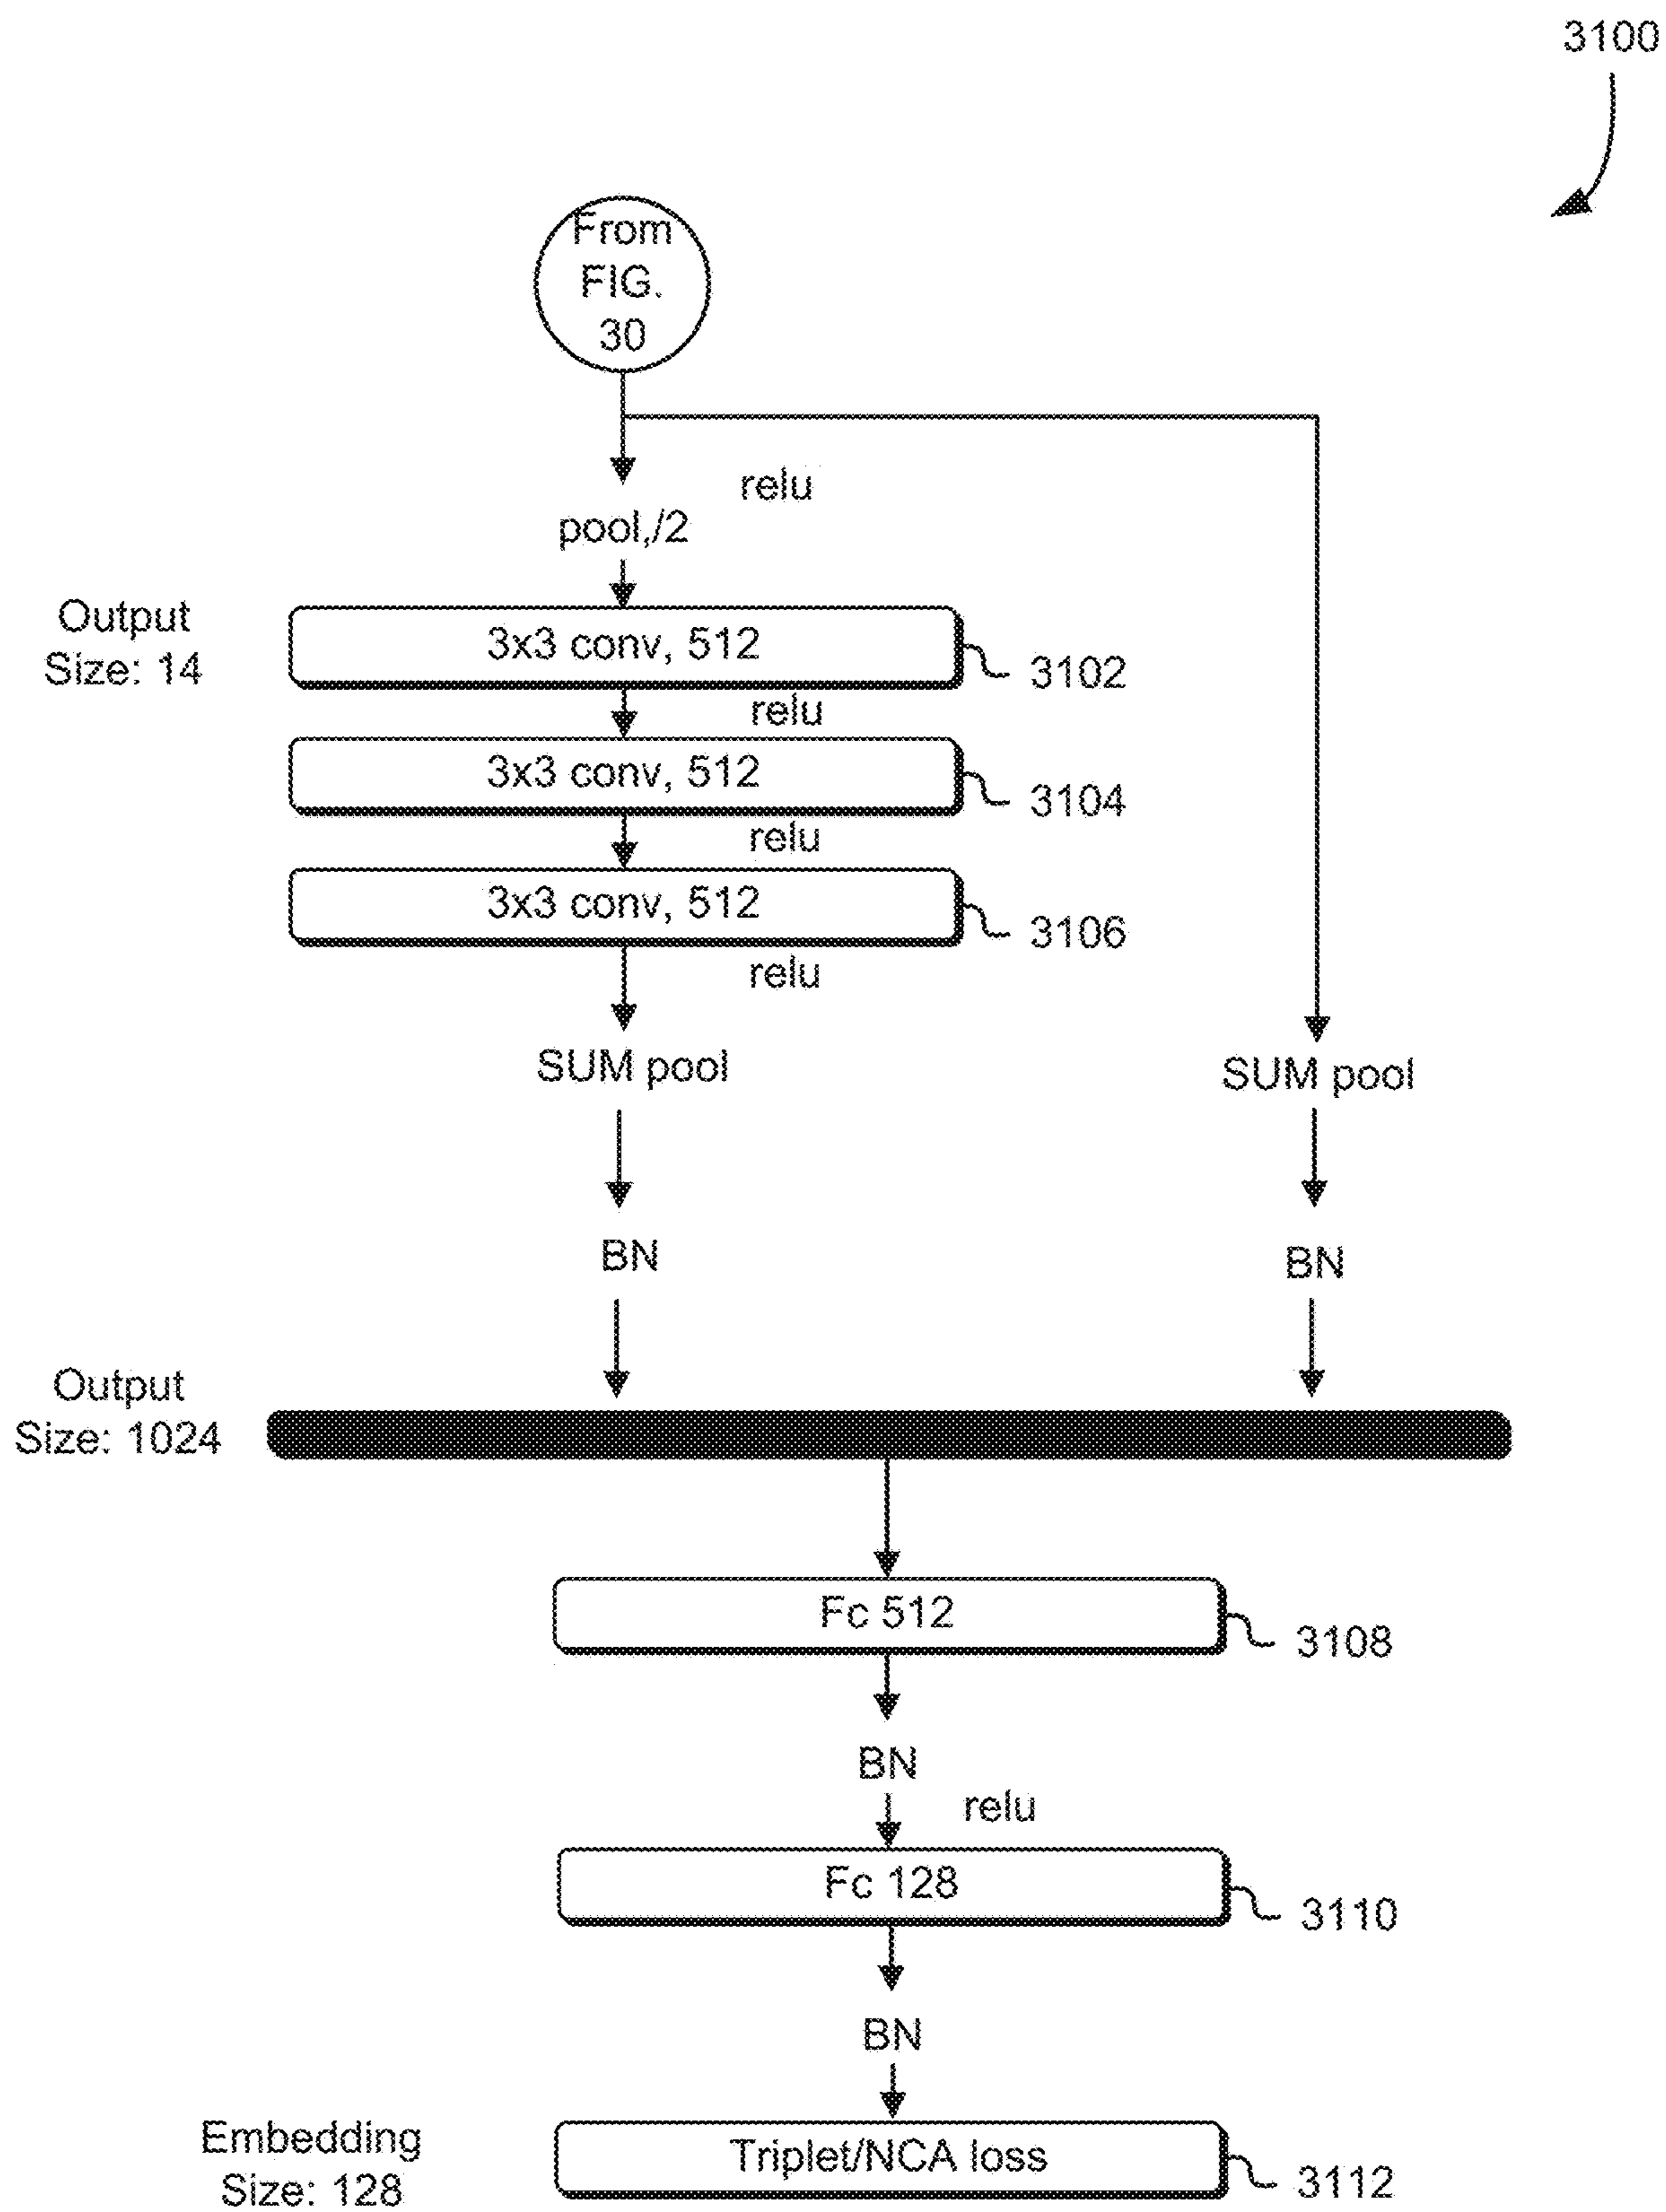 3100
From
FIG.
30
relu
pool,/2
Output
Size: 14
3x3 conv, 512
3102
relu
3x3 conv, 512
3104
relu
3x3 conv, 512
3106
relu
SUM pool
SUM pool
BN
BN
Output
Size: 1024
Fc 512
3108
BN
relu
Fc 128
3110
BN
Embedding
Size: 128
Triplet/NCA loss
3112